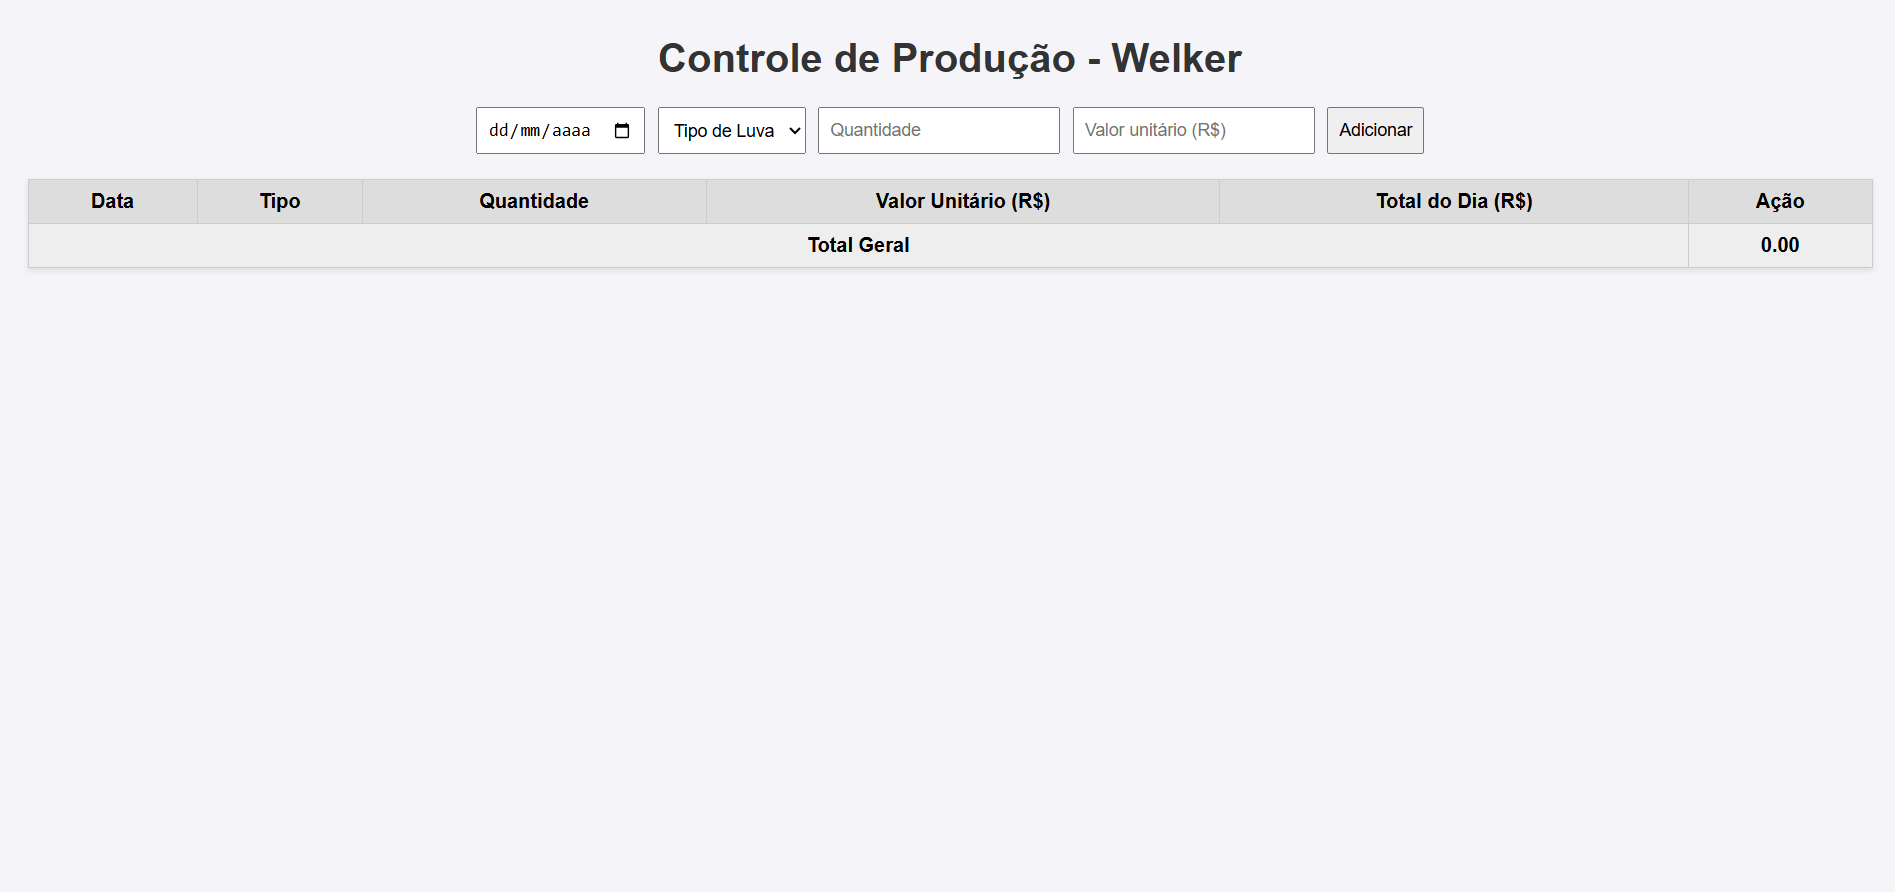 Controle de Produção - Welker
dd/mm/aaaa Tipo de Luva Quantidade Valor unitário (R$) Adicionar
Data Tipo Quantidade Valor Unitário (R$) Total do Dia (R$) Ação
Total Geral 0.00